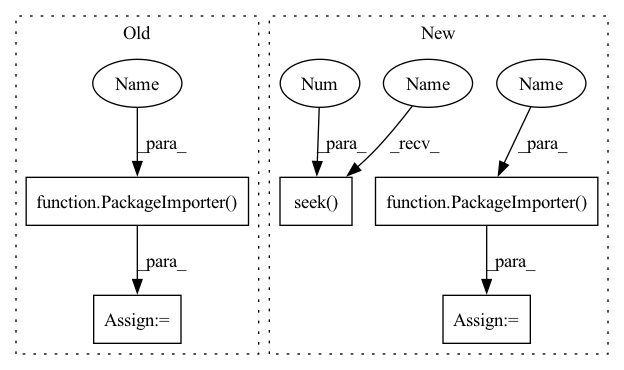 Old
New
Name
Num
Name
Name
_para_
_para_
_recv_
_para_
function.PackageImporter()
seek()
function.PackageImporter()
_para_
_para_
Assign:=
Assign:=